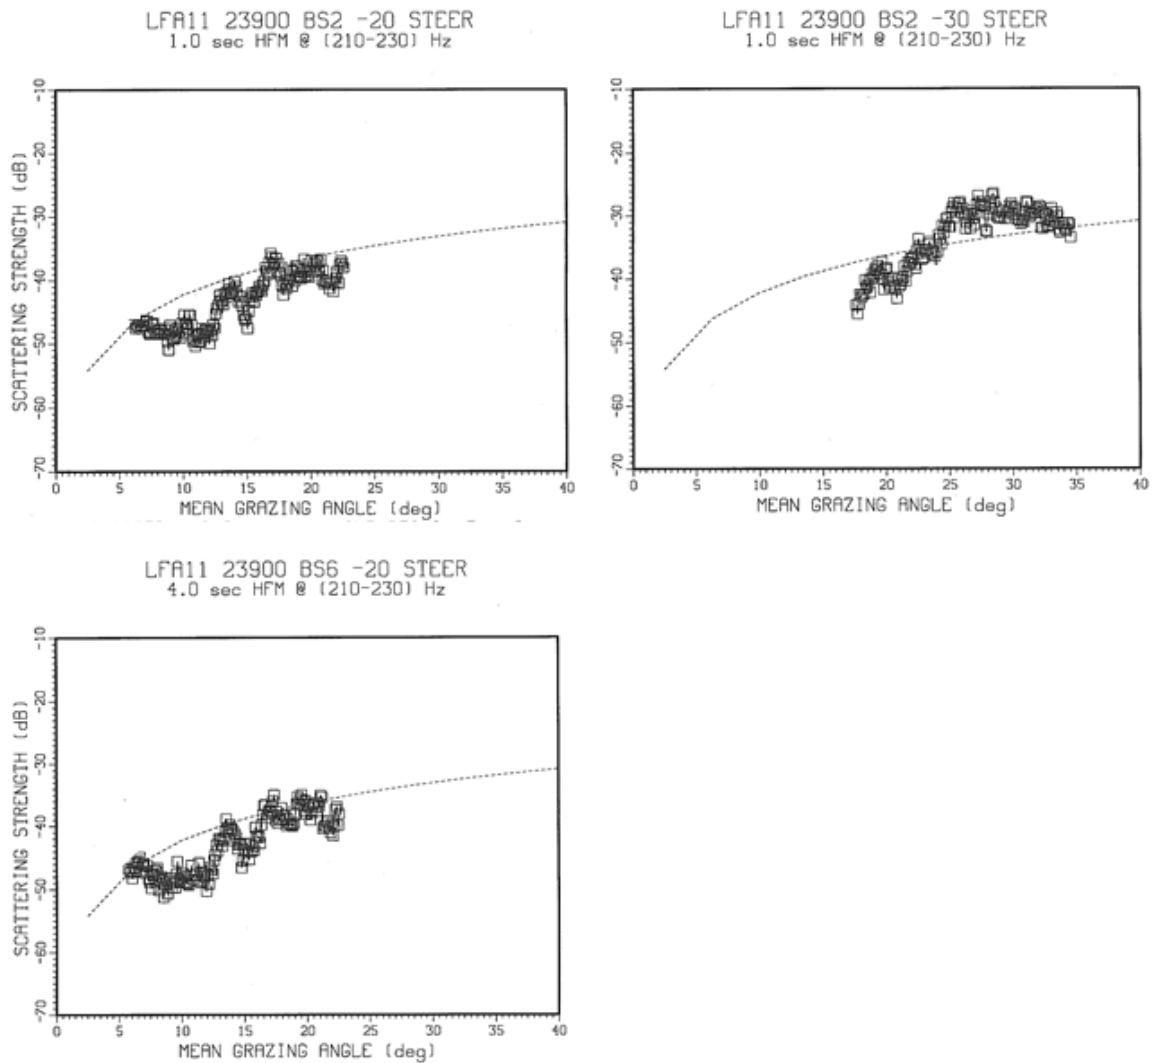 LFA11 23900 BS2 -20 STEER
1.0 sec HFM @ (210-230) Hz
SCATTERING STRENGTH (dB)
-10
-20
-30
-40
-50
-60
-70
0 5 10 15 20 25 30 35 40
MEAN GRAZING ANGLE (deg)
LFA11 23900 BS2 -30 STEER
1.0 sec HFM @ (210-230) Hz
SCATTERING STRENGTH (dB)
-10
-20
-30
-40
-50
-60
-70
0 5 10 15 20 25 30 35 40
MEAN GRAZING ANGLE (deg)
LFA11 23900 BS6 -20 STEER
4.0 sec HFM @ (210-230) Hz
SCATTERING STRENGTH (dB)
-10
-20
-30
-40
-50
-60
-70
0 5 10 15 20 25 30 35 40
MEAN GRAZING ANGLE (deg)